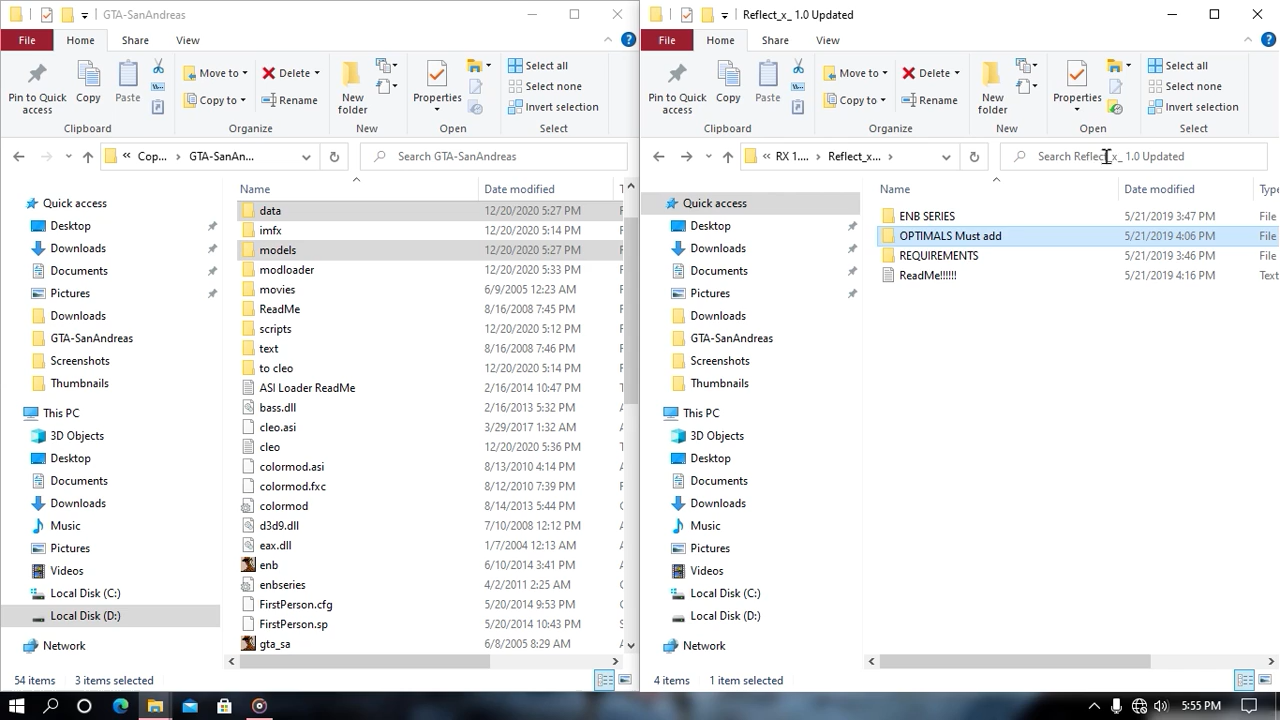 GTA-SanAndreas
File Home Share View
Pin to Quick access
Copy
Paste
Move to
Copy to
Delete
Rename
New folder
Properties
Select all
Select none
Invert selection
Clipboard Organize New Open Select
Cop... GTA-SanAn... Search GTA-SanAndreas
Quick access
Desktop
Downloads
Documents
Pictures
Downloads
GTA-SanAndreas
Screenshots
Thumbnails
This PC
3D Objects
Desktop
Documents
Downloads
Music
Pictures
Videos
Local Disk (C:)
Local Disk (D:)
Network
Name Date modified
data 12/20/2020 5:27 PM
imfx 12/20/2020 5:14 PM
models 12/20/2020 5:27 PM
modloader 12/20/2020 5:33 PM
movies 6/9/2005 12:23 AM
ReadMe 8/16/2008 7:45 PM
scripts 12/20/2020 5:12 PM
text 8/16/2008 7:46 PM
to cleo 12/20/2020 5:14 PM
ASI Loader ReadMe 2/16/2014 10:47 PM
bass.dll 2/16/2013 5:32 PM
cleo.asi 3/29/2017 1:32 AM
cleo 12/20/2020 5:36 PM
colormod.asi 8/13/2010 4:14 PM
colormod.fxc 8/12/2010 7:39 PM
colormod 8/14/2013 5:44 PM
d3d9.dll 7/10/2008 12:12 PM
eax.dll 1/7/2004 12:13 AM
enb 6/10/2014 3:41 PM
enbseries 4/2/2011 2:25 AM
FirstPerson.cfg 5/20/2014 9:53 PM
FirstPerson.sp 5/20/2014 10:43 PM
gta_sa 6/8/2005 8:29 AM
54 items 3 items selected
Reflect_x_ 1.0 Updated
File Home Share View
Pin to Quick access
Copy
Paste
Move to
Copy to
Delete
Rename
New folder
Properties
Select all
Select none
Invert selection
Clipboard Organize New Open Select
RX 1.... Reflect_x... Search Reflect_x_ 1.0 Updated
Quick access
Desktop
Downloads
Documents
Pictures
Downloads
GTA-SanAndreas
Screenshots
Thumbnails
This PC
3D Objects
Desktop
Documents
Downloads
Music
Pictures
Videos
Local Disk (C:)
Local Disk (D:)
Network
Name Date modified Type
ENB SERIES 5/21/2019 3:47 PM File
OPTIMALS Must add 5/21/2019 4:06 PM File
REQUIREMENTS 5/21/2019 3:46 PM File
ReadMe!!!!!! 5/21/2019 4:16 PM Text
4 items 1 item selected
5:55 PM